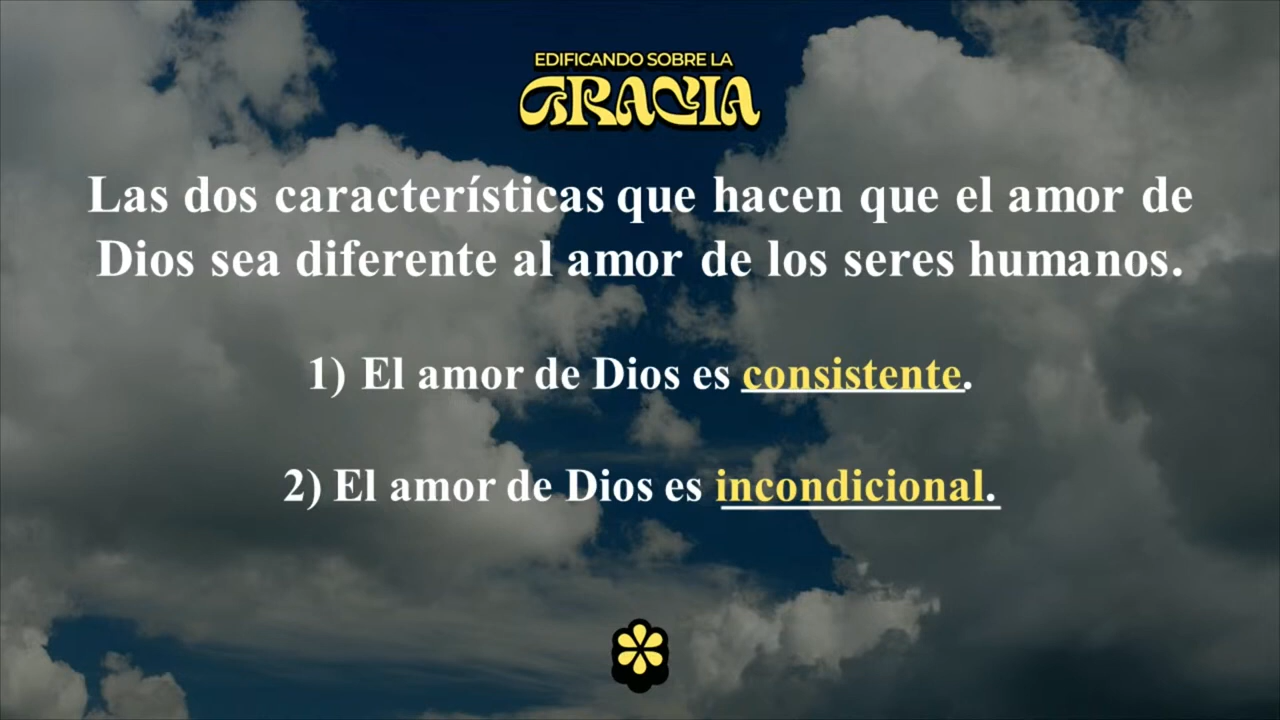 EDIFICANDO SOBRE LA
GRACIA
Las dos características que hacen que el amor de
Dios sea diferente al amor de los seres humanos.
1) El amor de Dios es consistente.
2) El amor de Dios es incondicional.